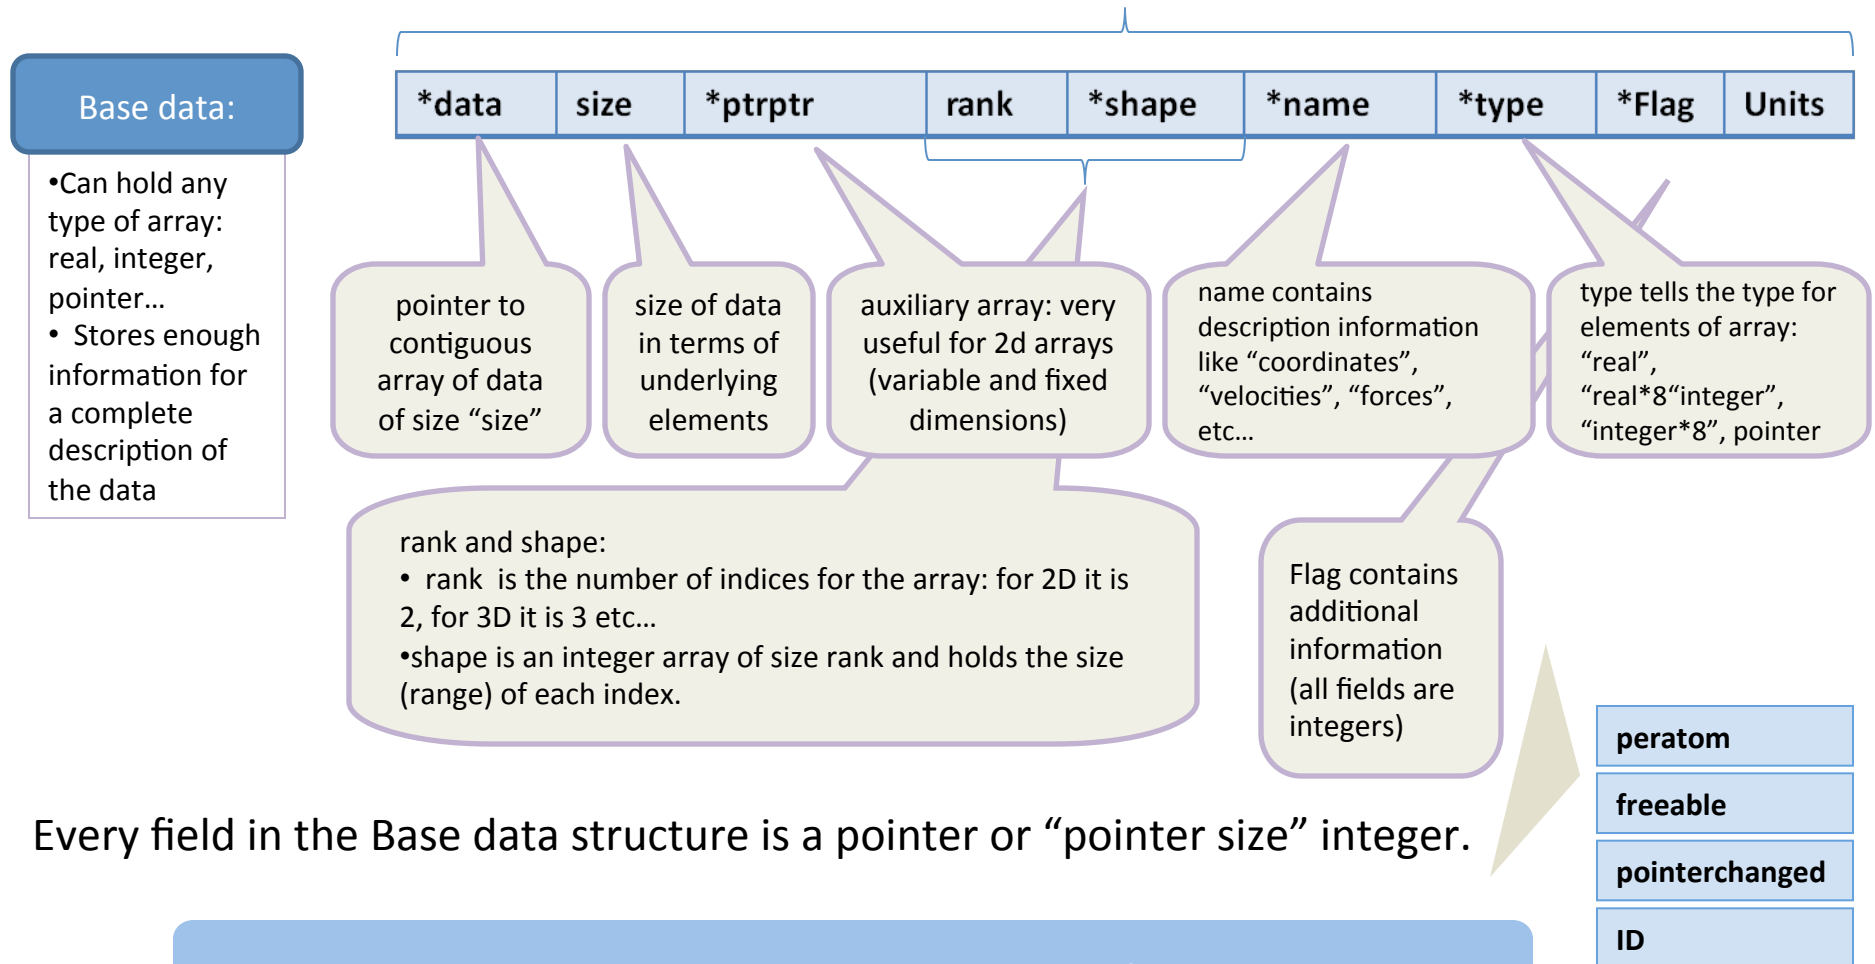 Base data:
•Can hold any
type of array:
real, integer,
pointer…
• Stores enough
information for
a complete
description of
the data
*data size *ptrptr rank *shape *name *type *Flag Units
pointer to
contiguous
array of data
of size “size”
size of data
in terms of
underlying
elements
auxiliary array: very
useful for 2d arrays
(variable and fixed
dimensions)
name contains
description information
like “coordinates”,
“velocities”, “forces”,
etc…
type tells the type for
elements of array:
“real”,
“real*8“integer”,
“integer*8”, pointer
rank and shape:
• rank is the number of indices for the array: for 2D it is
2, for 3D it is 3 etc…
•shape is an integer array of size rank and holds the size
(range) of each index.
Flag contains
additional
information
(all fields are
integers)
peratom
freeable
pointerchanged
ID
Every field in the Base data structure is a pointer or “pointer size” integer.